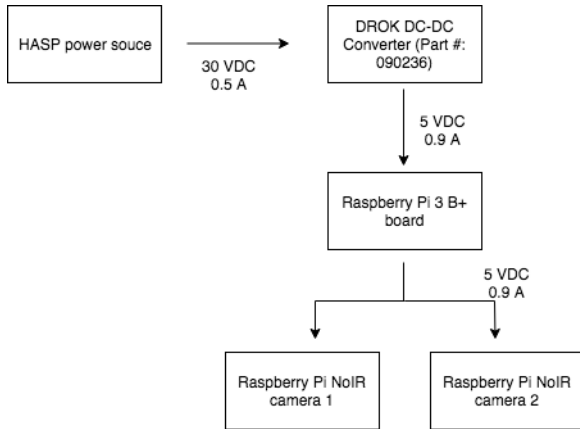 HASP power souce
30 VDC
0.5 A
DROK DC-DC
Converter (Part #:
090236)
5 VDC
0.9 A
Raspberry Pi 3 B+
board
5 VDC
0.9 A
Raspberry Pi NoIR
camera 1
Raspberry Pi NoIR
camera 2